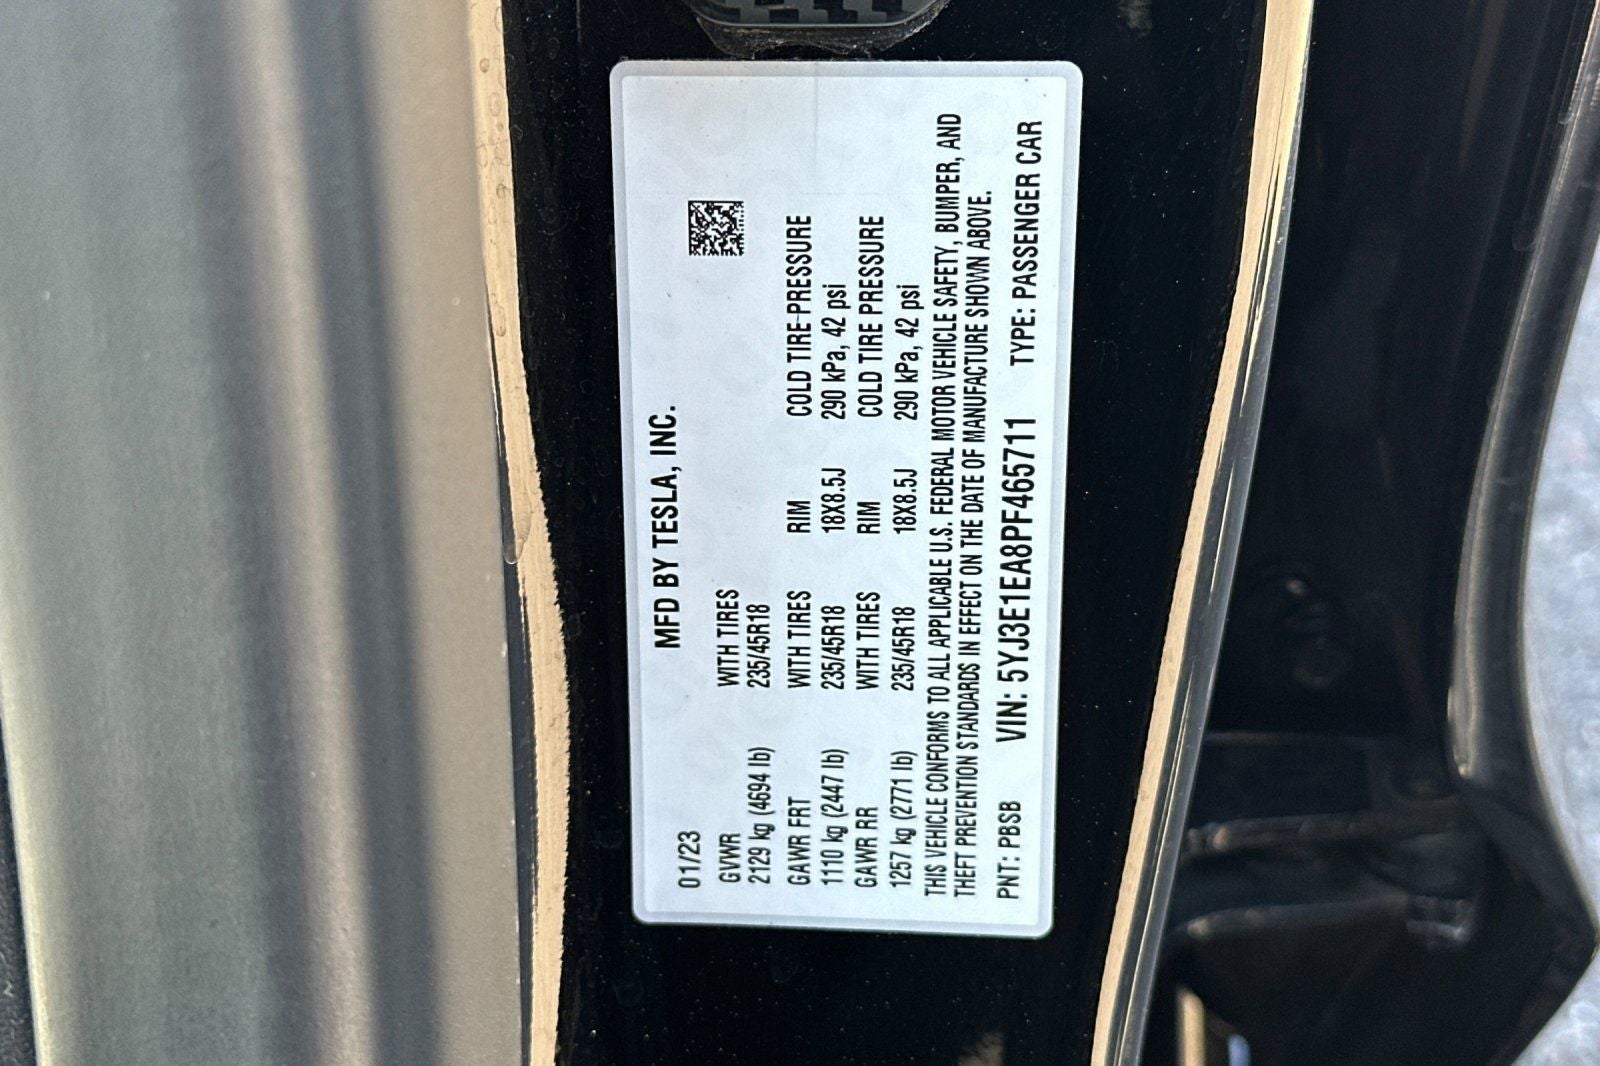 MFD BY TESLA, INC.
01/23
GVWR WITH TIRES
2129 kg (4694 lb) 235/45R18
GAWR FRT WITH TIRES RIM COLD TIRE PRESSURE
1110 kg (2447 lb) 235/45R18 18X8.5J 290 kPa, 42 psi
GAWR RR WITH TIRES RIM COLD TIRE PRESSURE
1257 kg (2771 lb) 235/45R18 18X8.5J 290 kPa, 42 psi
THIS VEHICLE CONFORMS TO ALL APPLICABLE U.S. FEDERAL MOTOR VEHICLE SAFETY, BUMPER, AND
THEFT PREVENTION STANDARDS IN EFFECT ON THE DATE OF MANUFACTURE SHOWN ABOVE.
PNT: PBSB VIN: 5YJ3E1EA8PF465711 TYPE: PASSENGER CAR